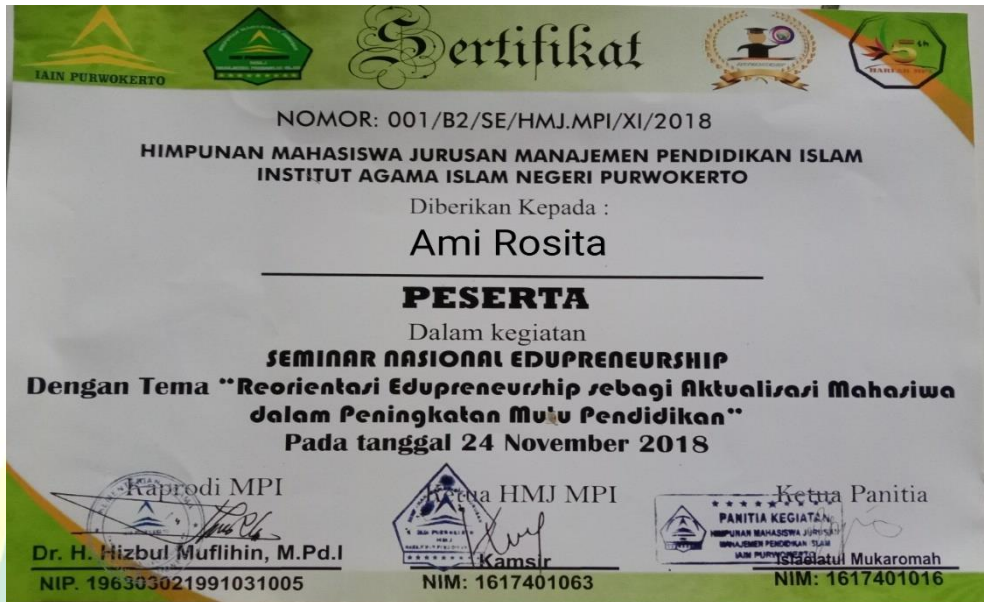 Sertifikat
IAIN PURWOKERTO
5th
NOMOR: 001/B2/SE/HMJ.MPI/XI/2018
HIMPUNAN MAHASISWA JURUSAN MANAJEMEN PENDIDIKAN ISLAM
INSTITUT AGAMA ISLAM NEGERI PURWOKERTO
Diberikan Kepada :
Ami Rosita
PESERTA
Dalam kegiatan
SEMINAR NASIONAL EDUPRENEURSHIP
Dengan Tema "Reorientasi Edupreneurship sebagi Aktualisasi Mahasiwa
dalam Peningkatan Mutu Pendidikan"
Pada tanggal 24 November 2018
Kaprodi MPI
Dr. H. Hizbul Muflihin, M.Pd.I
NIP. 196303021991031005
Ketua HMJ MPI
Kamsir
NIM: 1617401063
Ketua Panitia
PANITIA KEGIATAN
HIMPUNAN MAHASISWA JURUSAN
MANAJEMEN PENDIDIKAN ISLAM
IAIN PURWOKERTO
Mukaromah
NIM: 1617401016